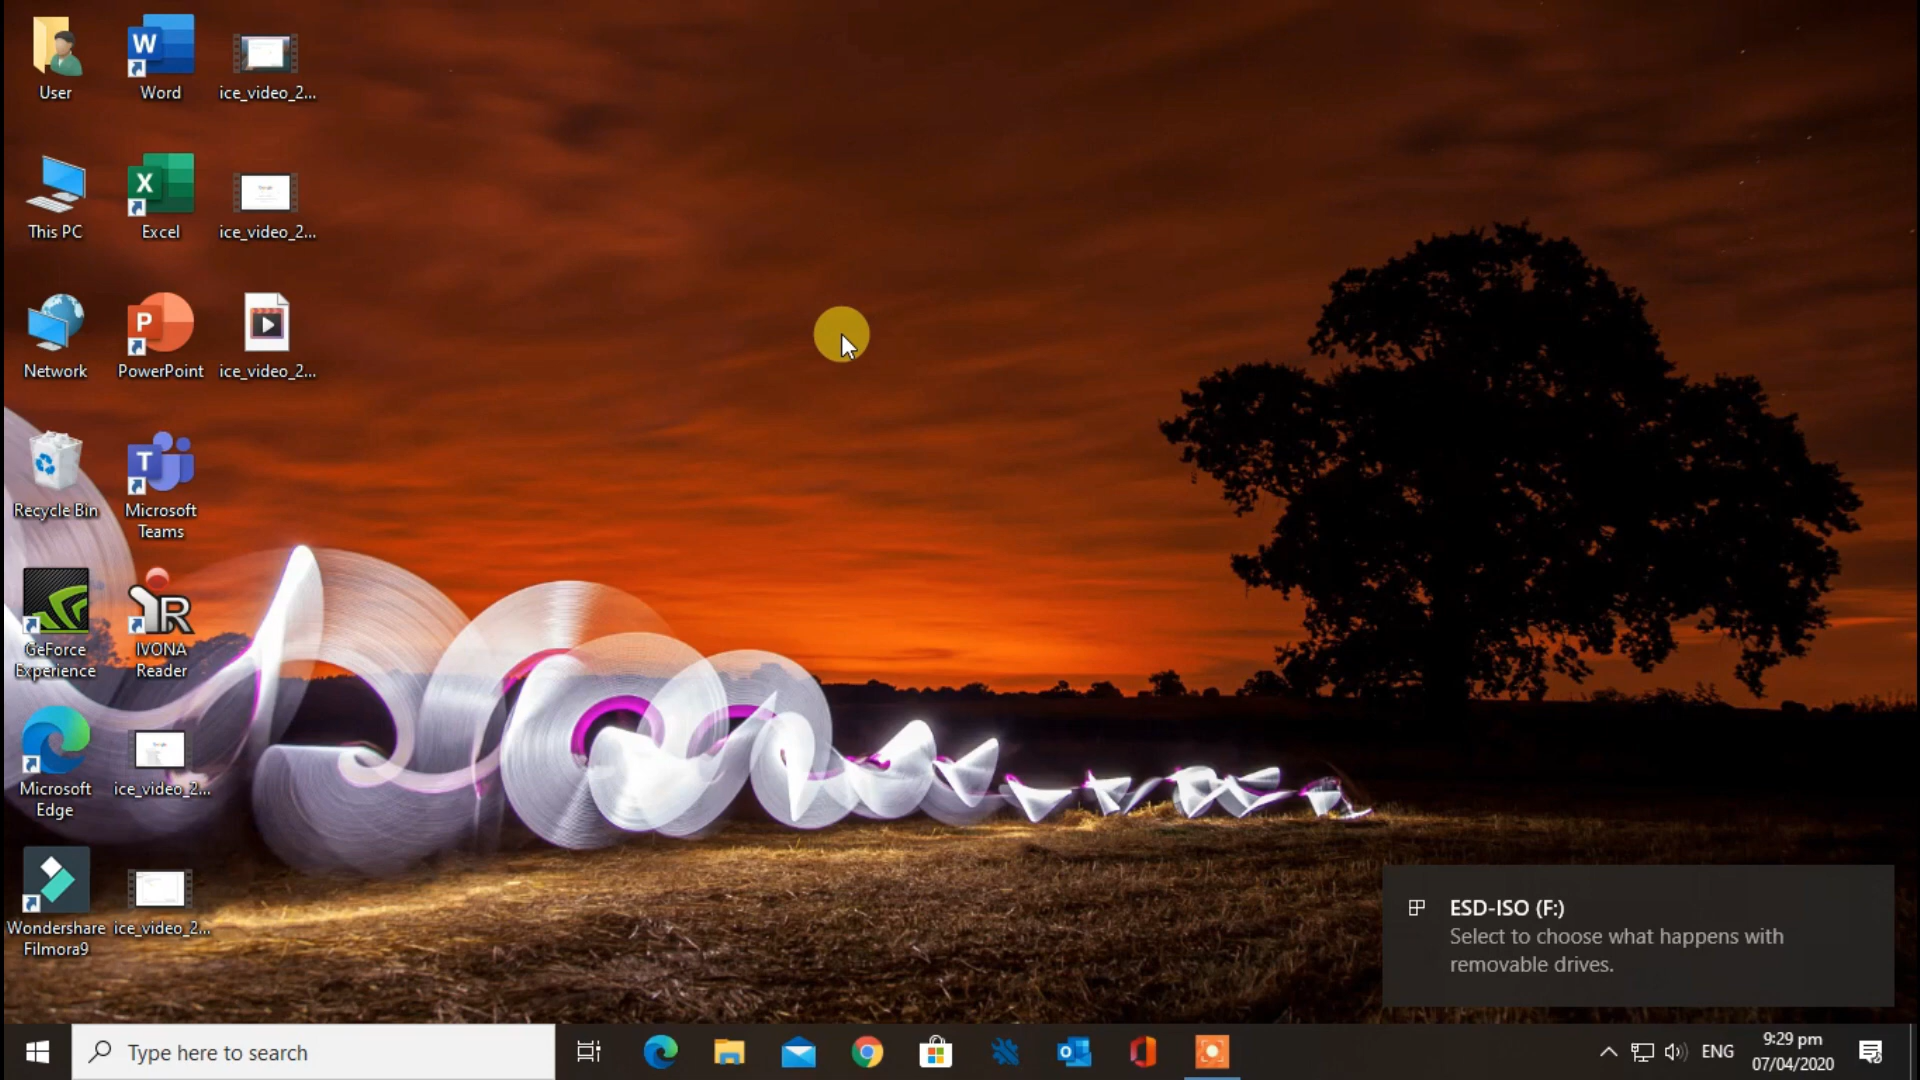 User
Word
ice_video_2...
This PC
Excel
ice_video_2...
Network
PowerPoint
ice_video_2...
Recycle Bin
Microsoft
Teams
GeForce
Experience
IVONA
Reader
Microsoft
Edge
ice_video_2...
Wondershare
Filmora9
ice_video_2...
ESD-ISO (F:)
Select to choose what happens with
removable drives.
Type here to search
ENG
9:29 pm
07/04/2020